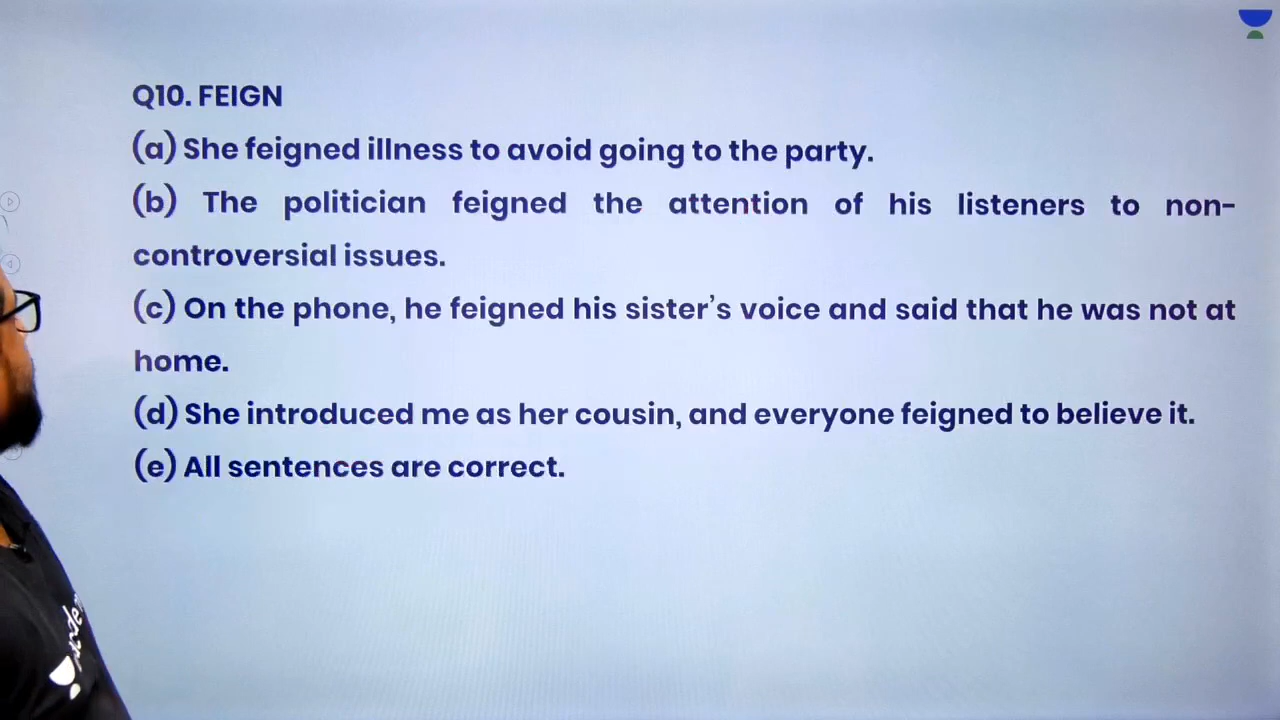 Q10. FEIGN
(a) She feigned illness to avoid going to the party.
(b) The politician feigned the attention of his listeners to non-
controversial issues.
(c) On the phone, he feigned his sister's voice and said that he was not at
home.
(d) She introduced me as her cousin, and everyone feigned to believe it.
(e) All sentences are correct.